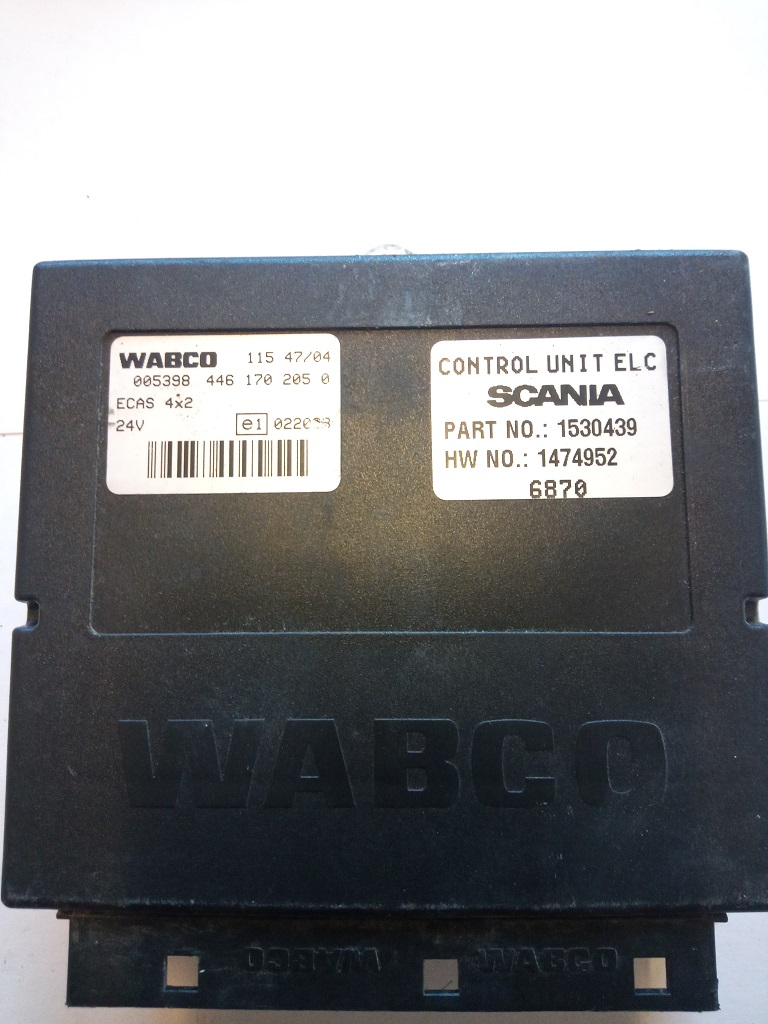 WABCO 115 47/04
005398 446 170 205 0
ECAS 4x2
24V e1
CONTROL UNIT ELC
SCANIA
PART NO.: 1530439
HW NO.: 1474952
6870
WABCO
WABCO WABCO